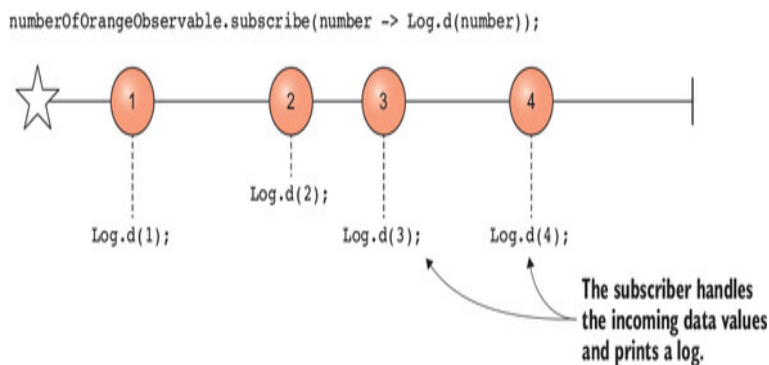 numberOfOrangeObservable.subscribe(number -> Log.d(number));
1
2
3
4
Log.d(2);
Log.d(1);
Log.d(3);
Log.d(4);
The subscriber handles
the incoming data values
and prints a log.